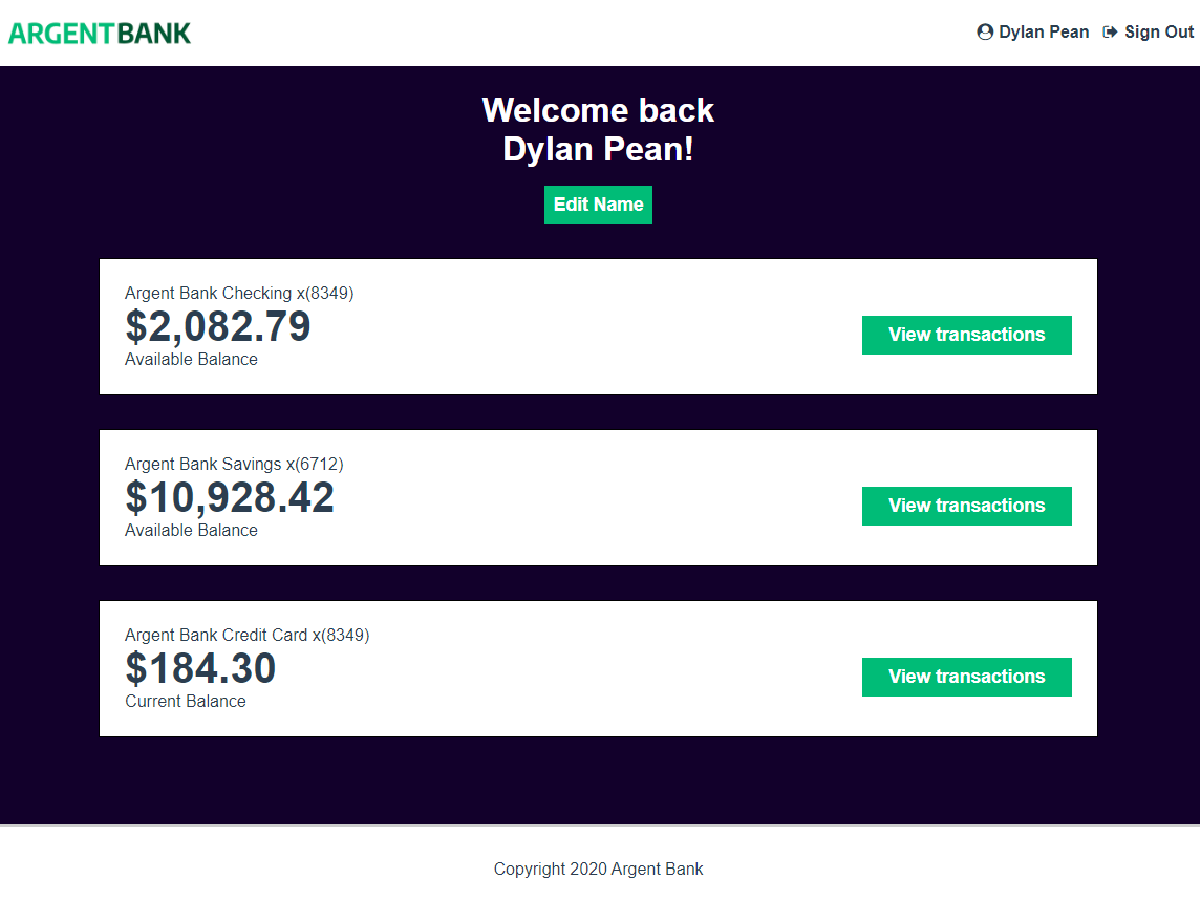 ARGENTBANK
Dylan Pean Sign Out
Welcome back
Dylan Pean!
Edit Name
Argent Bank Checking x(8349)
$2,082.79
Available Balance
View transactions
Argent Bank Savings x(6712)
$10,928.42
Available Balance
View transactions
Argent Bank Credit Card x(8349)
$184.30
Current Balance
View transactions
Copyright 2020 Argent Bank